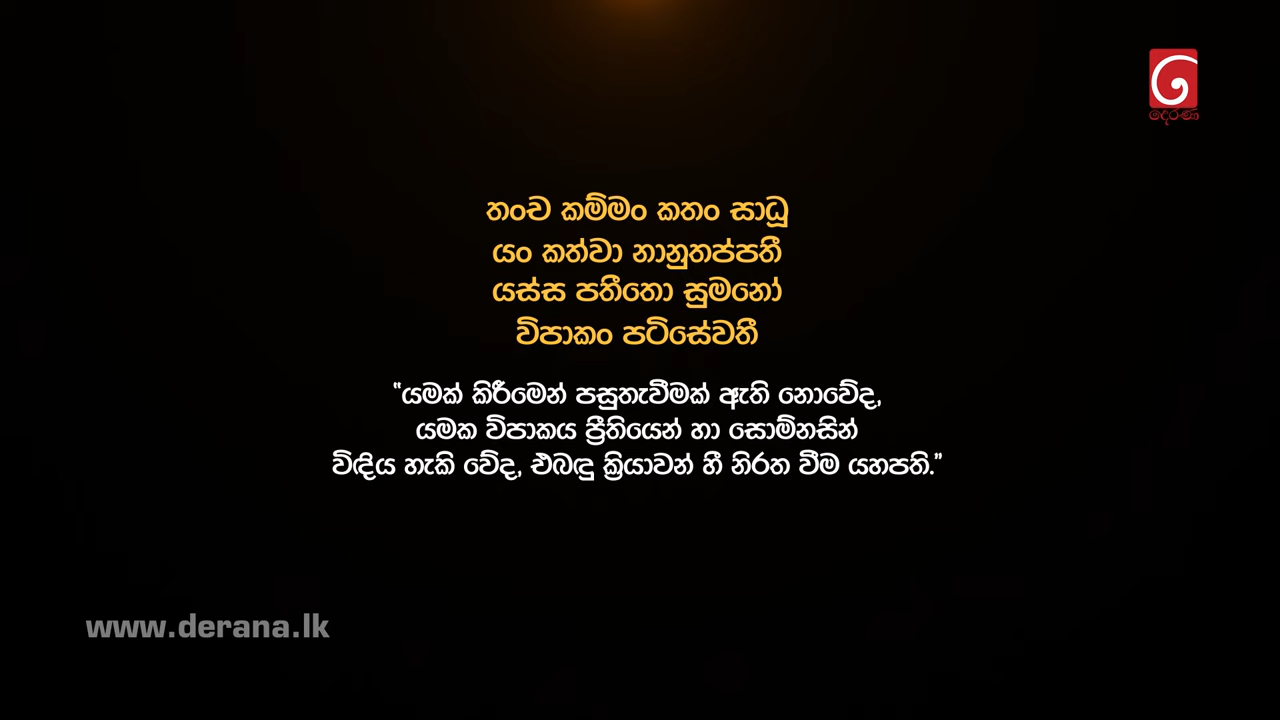 දෙරණ
තංච කම්මං කතං සාධූ
යං කත්වා නානුතප්පතී
යස්ස පතීතො සුමනෝ
විපාකං පටිසේවතී
“යමක් කිරීමෙන් පසුතැවීමක් ඇති නොවේද,
යමක විපාකය ප්‍රීතියෙන් හා සොම්නසින්
විඳිය හැකි වේද, එබඳු ක්‍රියාවන් හී නිරත වීම යහපති.”
www.derana.lk